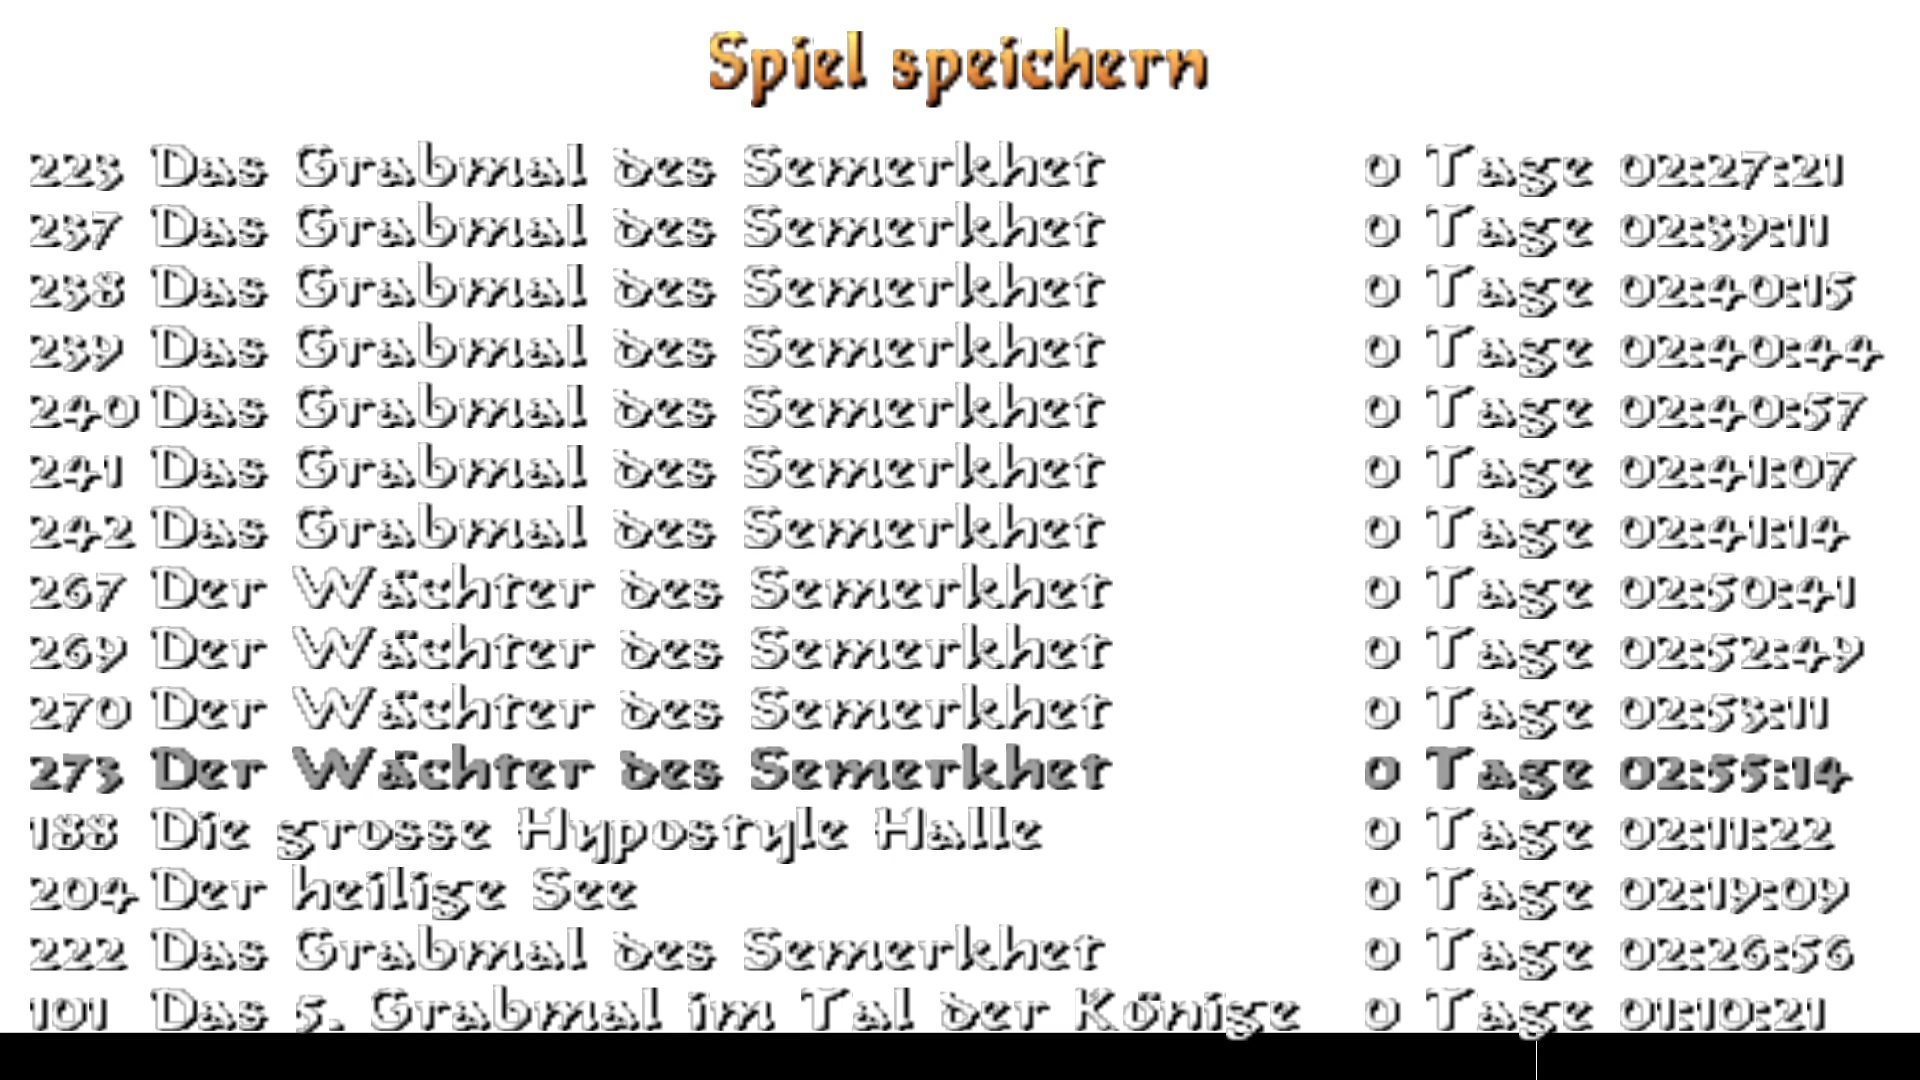 Spiel speichern
223 Das Grabmal des Semerkhet 0 Tage 02:27:21
237 Das Grabmal des Semerkhet 0 Tage 02:39:11
238 Das Grabmal des Semerkhet 0 Tage 02:40:15
239 Das Grabmal des Semerkhet 0 Tage 02:40:44
240 Das Grabmal des Semerkhet 0 Tage 02:40:57
241 Das Grabmal des Semerkhet 0 Tage 02:41:07
242 Das Grabmal des Semerkhet 0 Tage 02:41:14
267 Der Wächter des Semerkhet 0 Tage 02:50:41
269 Der Wächter des Semerkhet 0 Tage 02:52:49
270 Der Wächter des Semerkhet 0 Tage 02:53:11
273 Der Wächter des Semerkhet 0 Tage 02:55:14
188 Die grosse Hypostyle Halle 0 Tage 02:11:22
204 Der heilige See 0 Tage 02:19:09
222 Das Grabmal des Semerkhet 0 Tage 02:26:56
101 Das 5. Grabmal im Tal der Könige 0 Tage 01:10:21